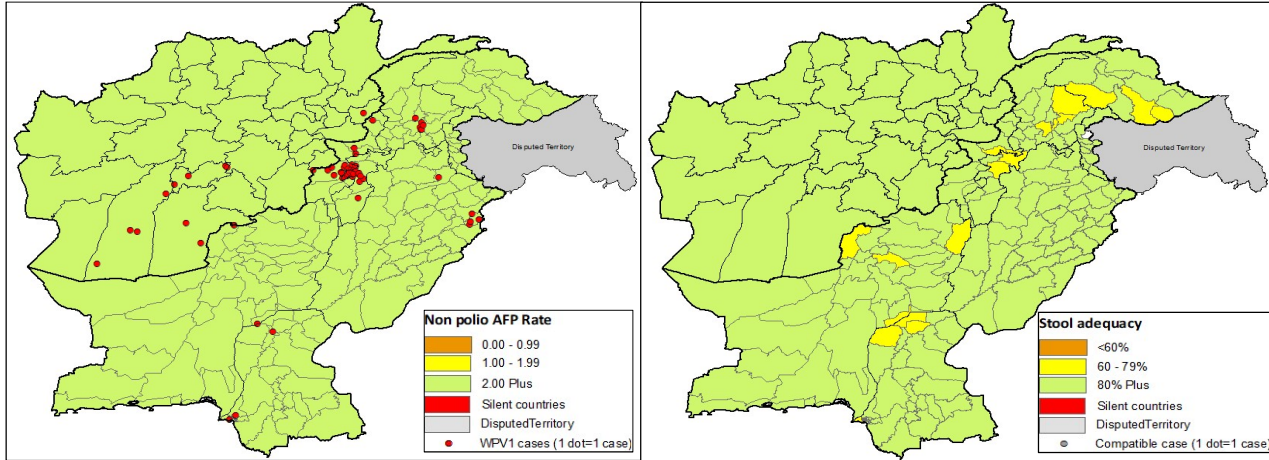 Disputed Territory
Non polio AFP Rate
0.00 - 0.99
1.00 - 1.99
2.00 Plus
Silent countries
DisputedTerritory
WPV1 cases (1 dot=1 case)
Disputed Territory
Stool adequacy
<60%
60 - 79%
80% Plus
Silent countries
DisputedTerritory
Compatible case (1 dot=1 case)